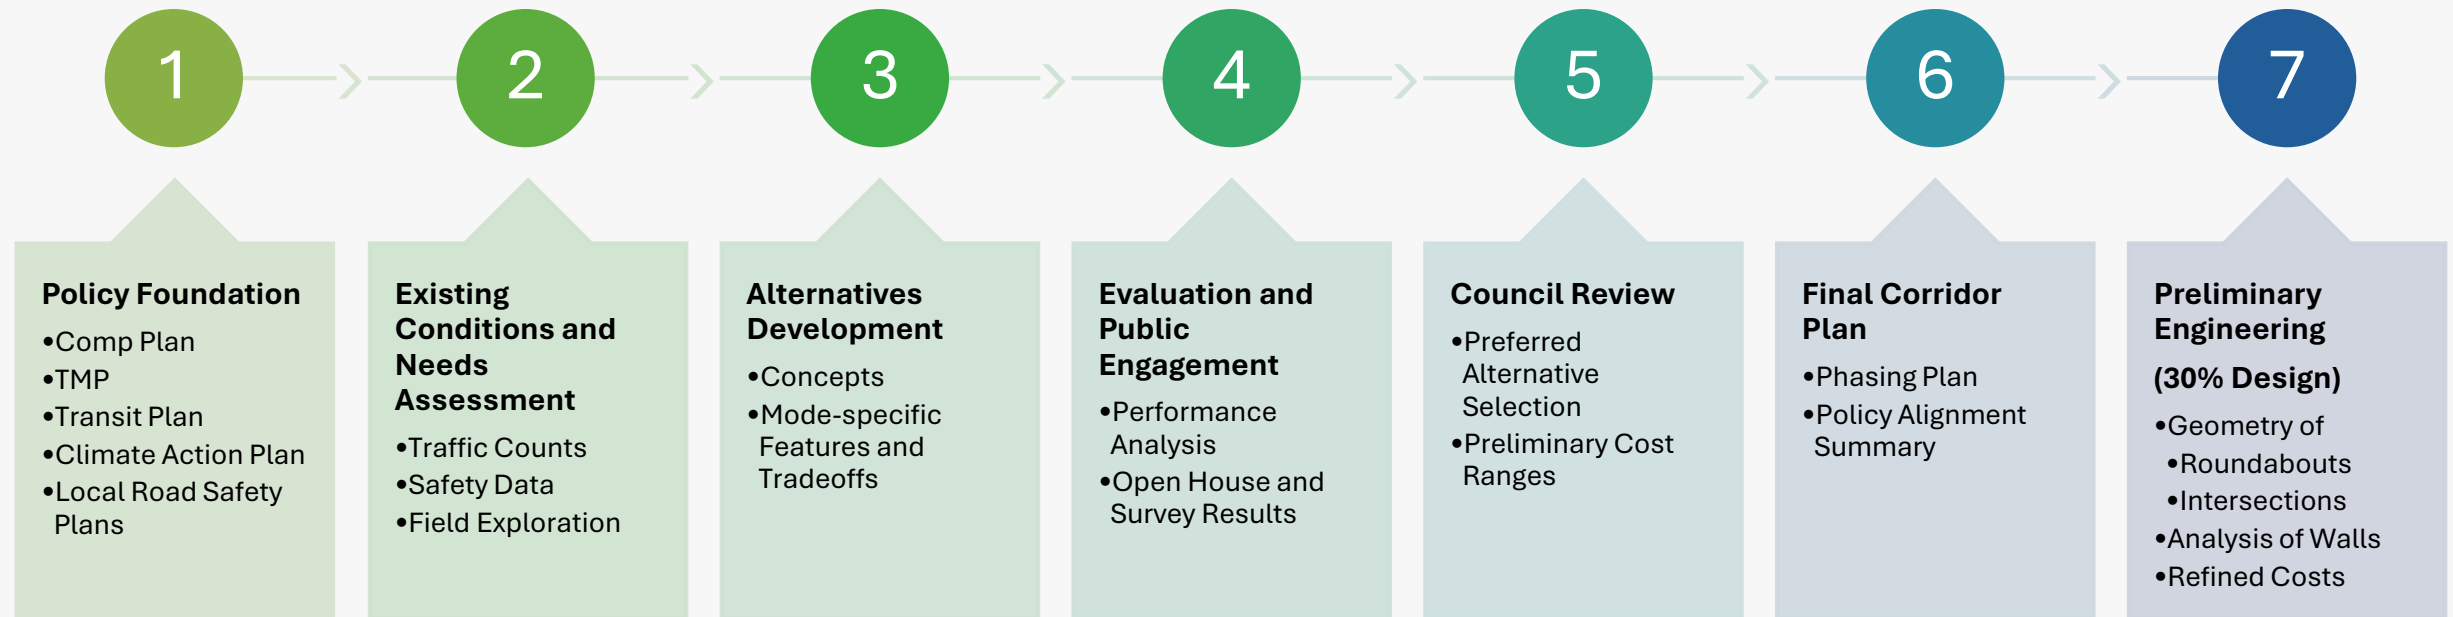 1
2
3
4
5
6
7
Policy Foundation
•Comp Plan
•TMP
•Transit Plan
•Climate Action Plan
•Local Road Safety
Plans
Existing
Conditions and
Needs
Assessment
•Traffic Counts
•Safety Data
•Field Exploration
Alternatives
Development
•Concepts
•Mode-specific
Features and
Tradeoffs
Evaluation and
Public
Engagement
•Performance
Analysis
•Open House and
Survey Results
Council Review
•Preferred
Alternative
Selection
•Preliminary Cost
Ranges
Final Corridor
Plan
•Phasing Plan
•Policy Alignment
Summary
Preliminary
Engineering
(30% Design)
•Geometry of
•Roundabouts
•Intersections
•Analysis of Walls
•Refined Costs